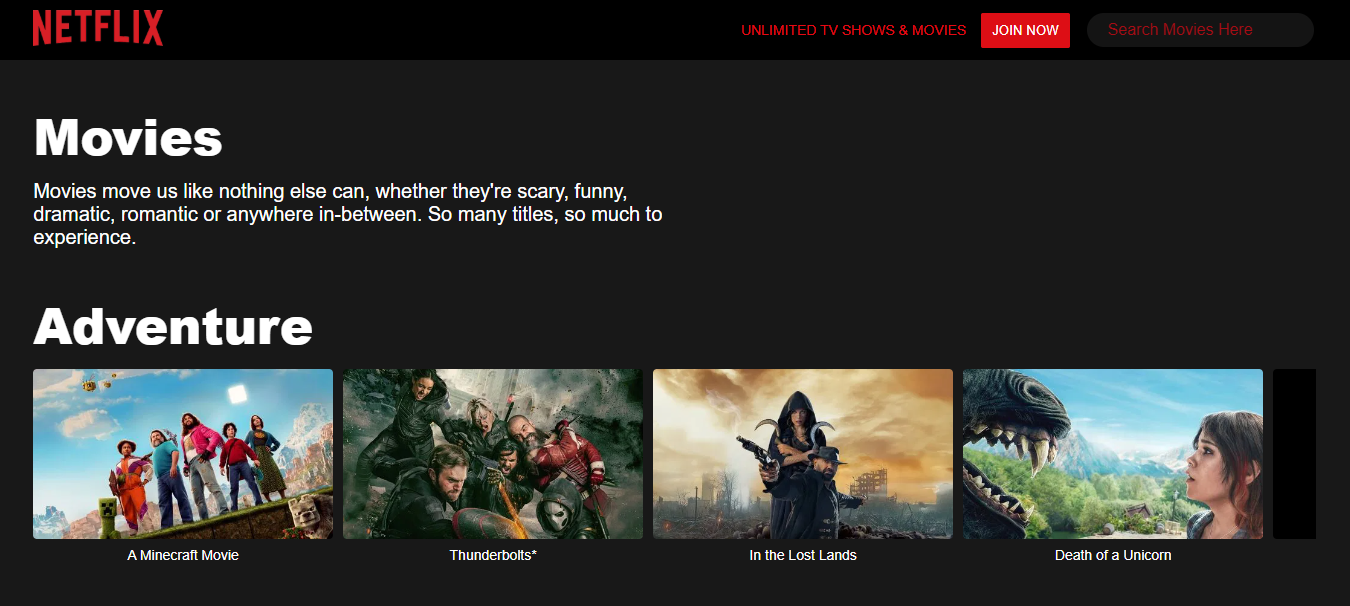 NETFLIX
UNLIMITED TV SHOWS & MOVIES
JOIN NOW
Search Movies Here
Movies
Movies move us like nothing else can, whether they're scary, funny,
dramatic, romantic or anywhere in-between. So many titles, so much to
experience.
Adventure
A Minecraft Movie
Thunderbolts*
In the Lost Lands
Death of a Unicorn